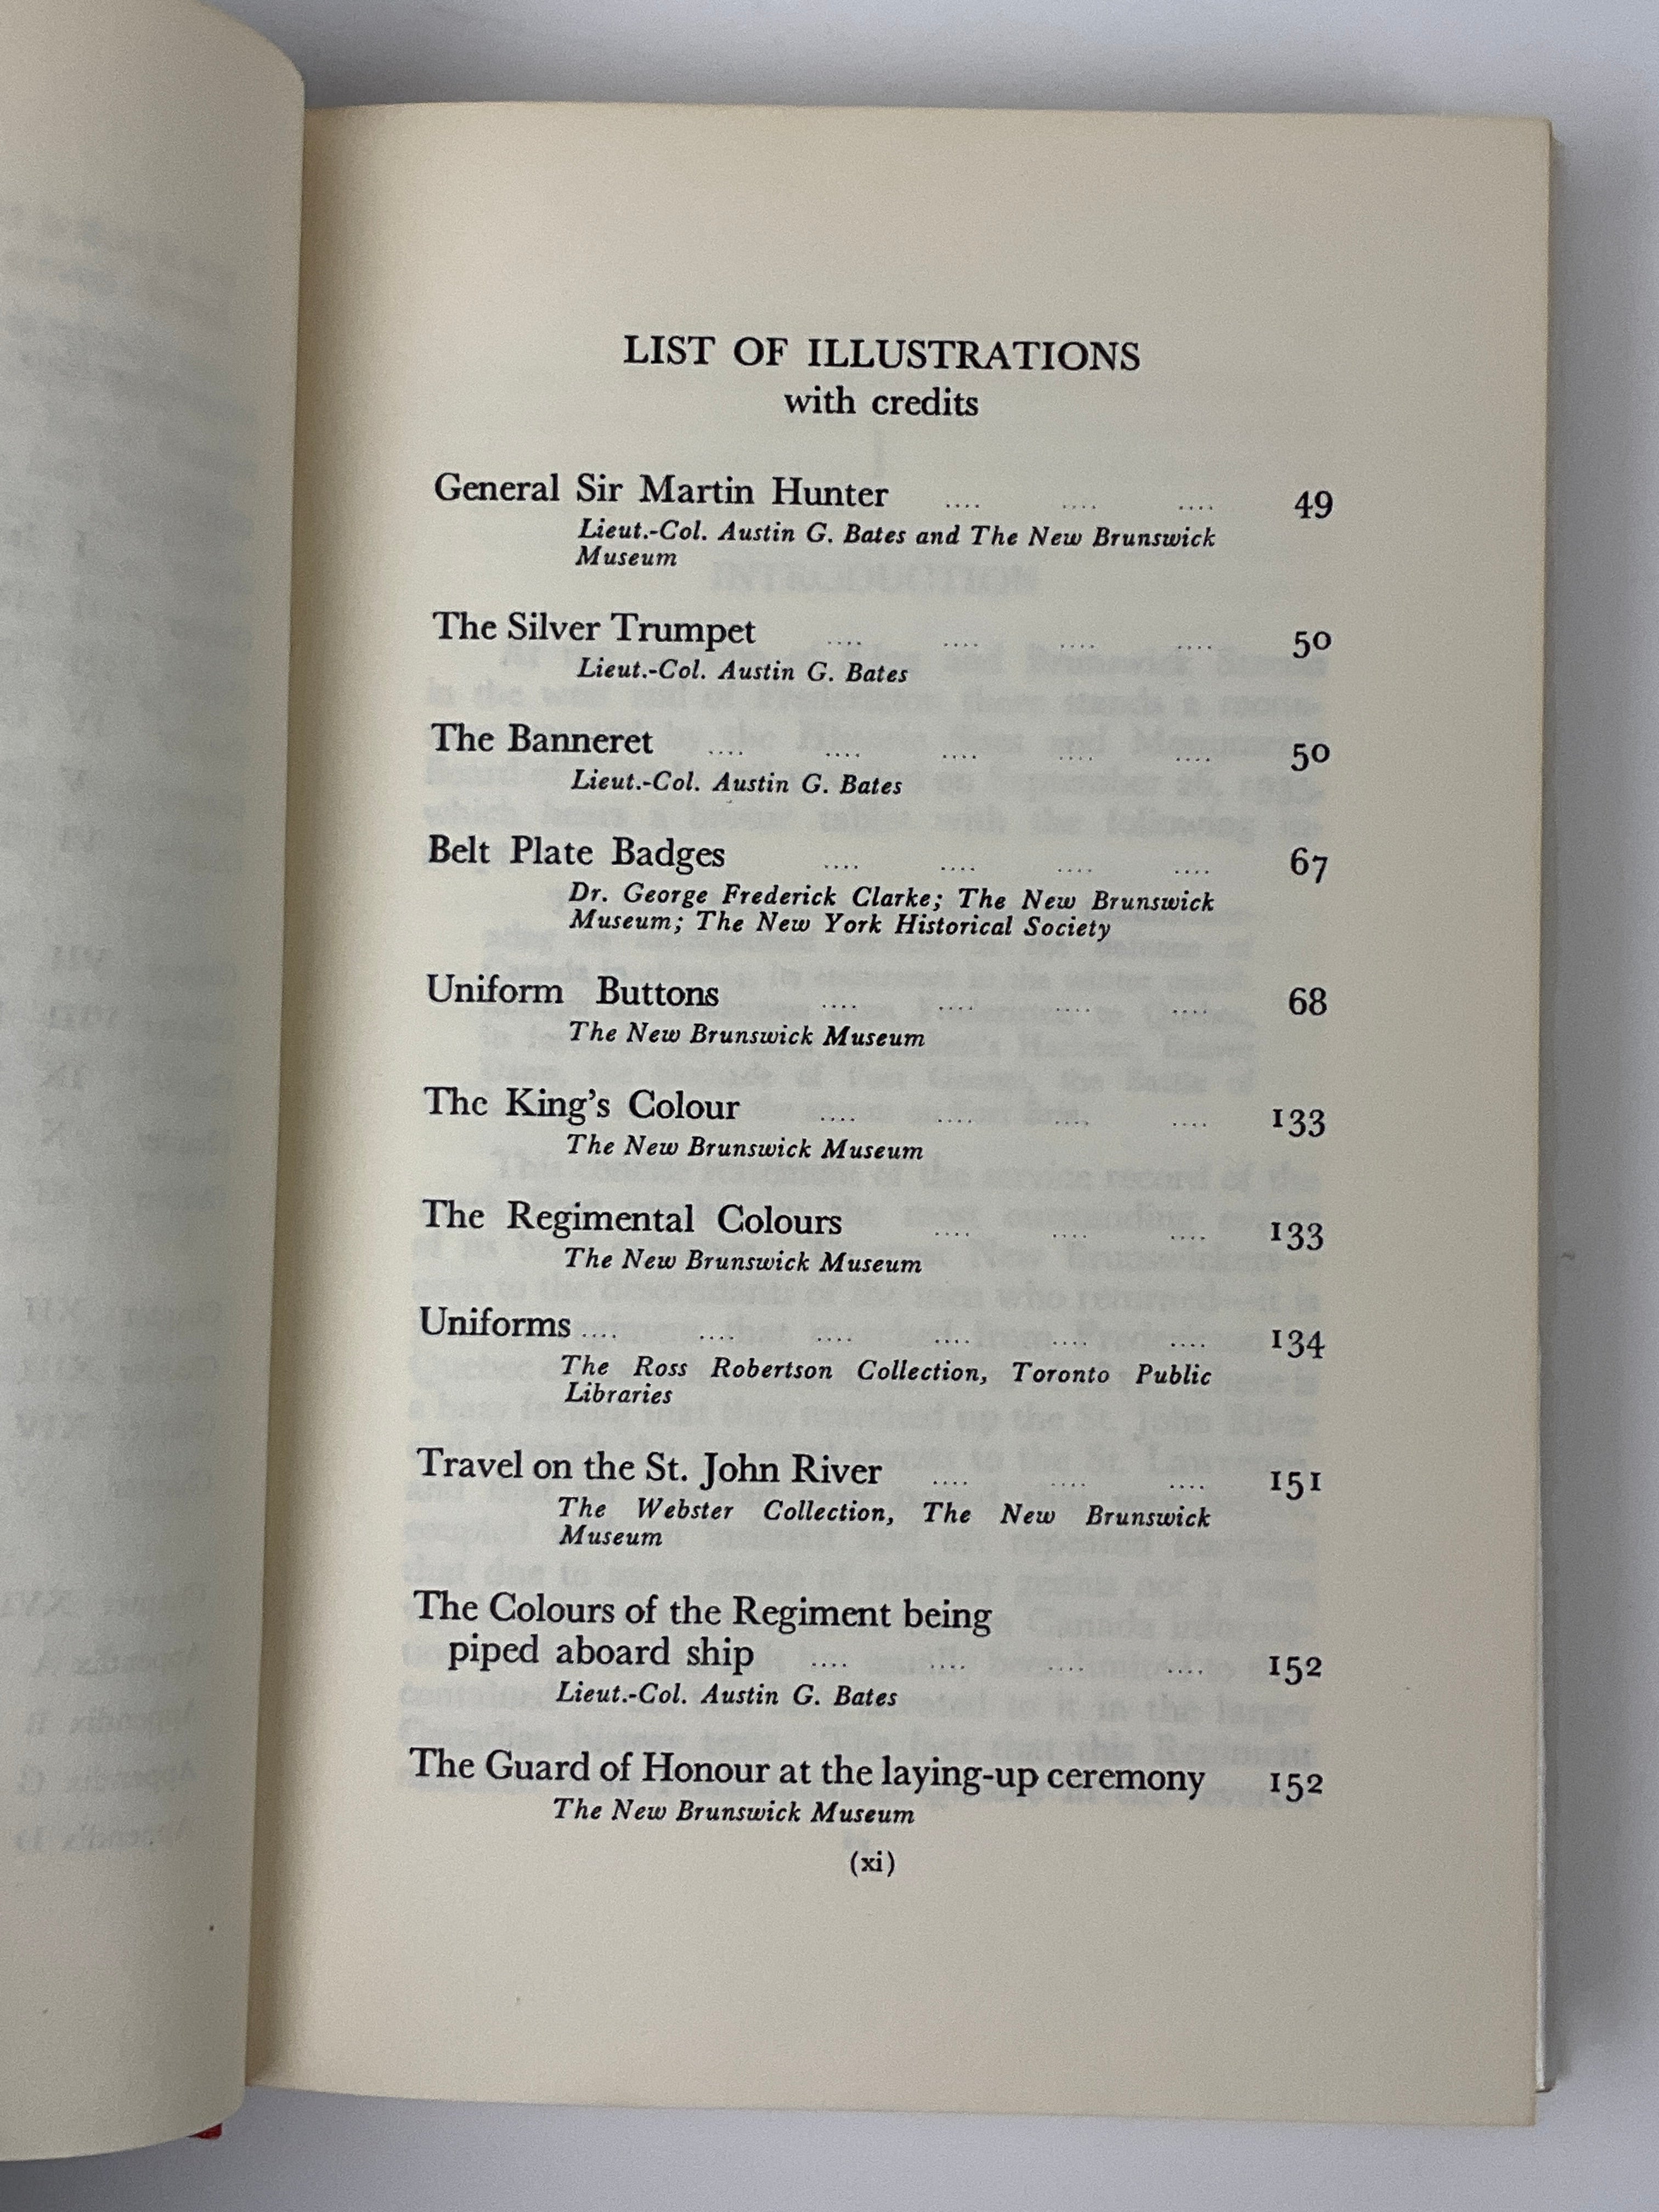 LIST OF ILLUSTRATIONS
with credits
General Sir Martin Hunter .... .... .... 49
Lieut.-Col. Austin G. Bates and The New Brunswick
Museum
The Silver Trumpet .... .... .... .... 50
Lieut.-Col. Austin G. Bates
The Banneret .... .... .... .... .... 50
Lieut.-Col. Austin G. Bates
Belt Plate Badges .... .... .... .... 67
Dr. George Frederick Clarke; The New Brunswick
Museum; The New York Historical Society
Uniform Buttons .... .... .... .... 68
The New Brunswick Museum
The King's Colour .... .... .... .... 133
The New Brunswick Museum
The Regimental Colours .... .... .... 133
The New Brunswick Museum
Uniforms .... .... .... .... .... .... 134
The Ross Robertson Collection, Toronto Public
Libraries
Travel on the St. John River .... .... .... 151
The Webster Collection, The New Brunswick
Museum
The Colours of the Regiment being
piped aboard ship .... .... .... .... 152
Lieut.-Col. Austin G. Bates
The Guard of Honour at the laying-up ceremony 152
The New Brunswick Museum
(xi)